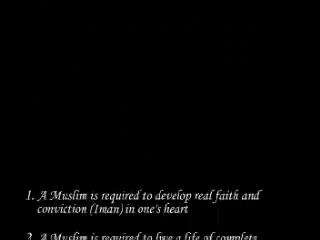 1. A Muslim is required to develop real faith and
conviction (Iman) in one's heart
2. A Muslim is required to live a life of complete